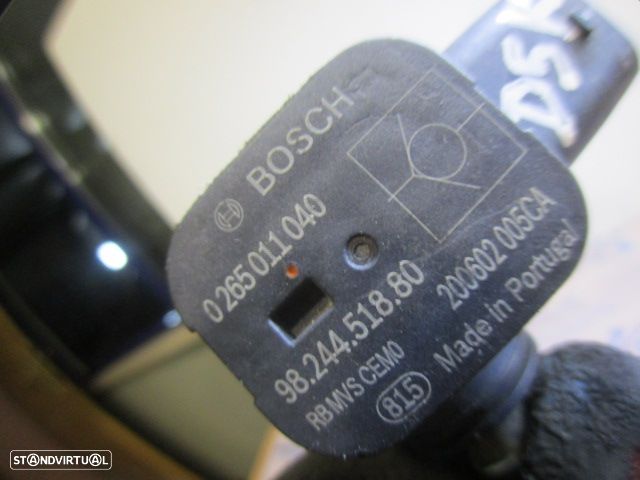 BOSCH
0 265 011 040
98.244.518.80
200602 005CA
RB MVS CEM0
815 Made in Portugal
STANDVIRTUAL